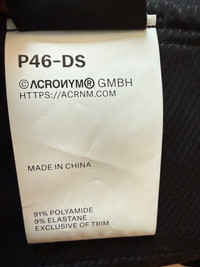 P46-DS
©ACRONYM® GMBH
HTTPS://ACRNM.COM
MADE IN CHINA
91% POLYAMIDE
9% ELASTANE
EXCLUSIVE OF TRIM